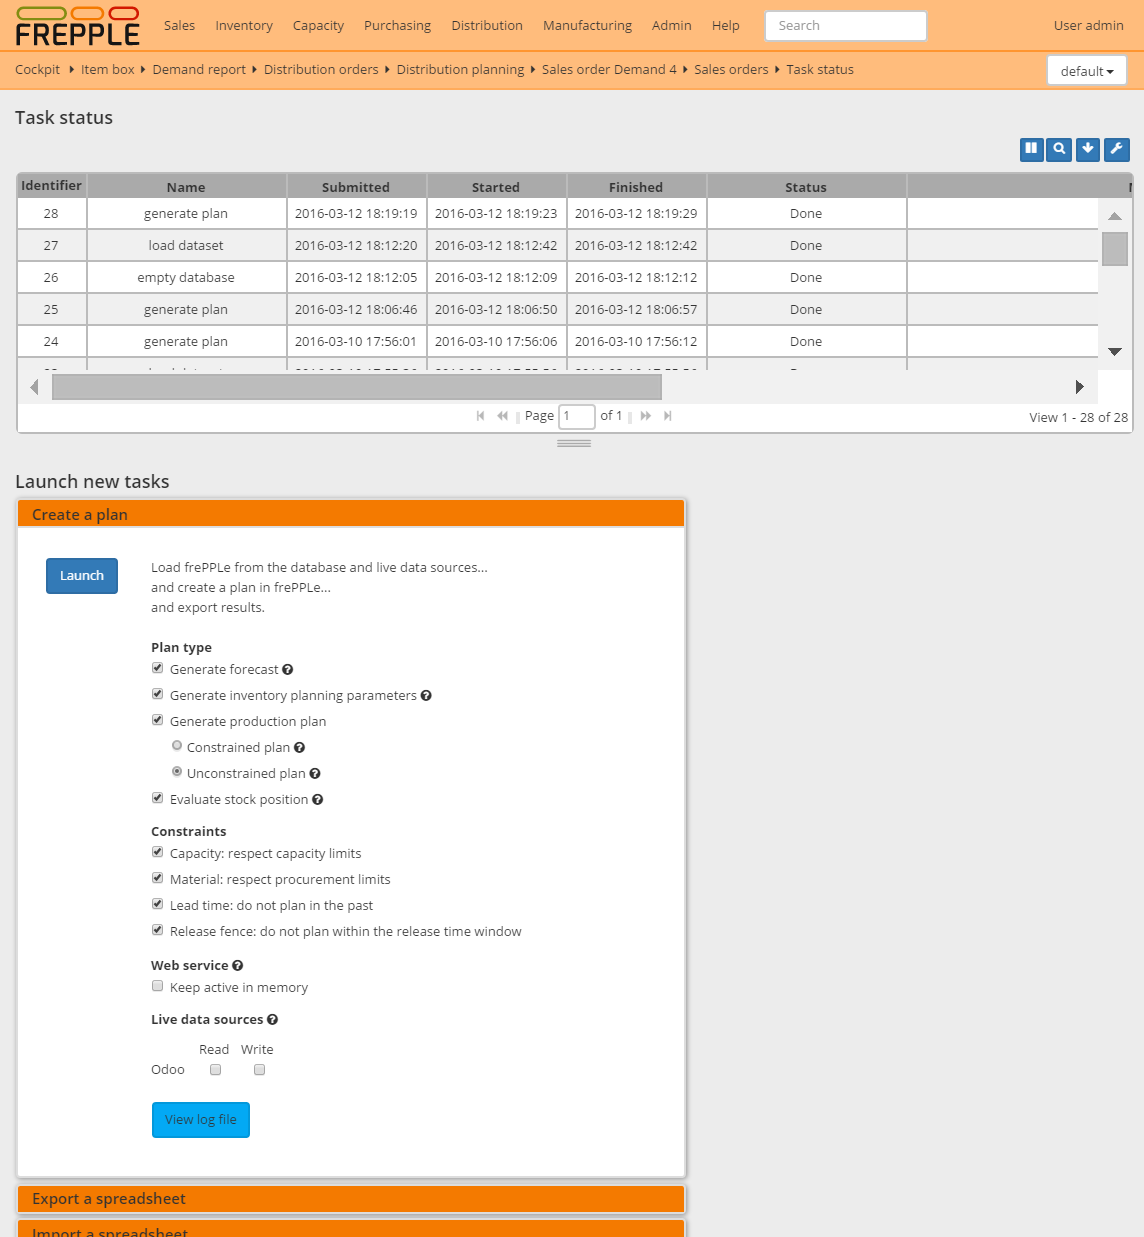 FREPPLE Sales Inventory Capacity Purchasing Distribution Manufacturing Admin Help Search User admin
Cockpit Item box Demand report Distribution orders Distribution planning Sales order Demand 4 Sales orders Task status default
Task status
Identifier Name Submitted Started Finished Status
28 generate plan 2016-03-12 18:19:19 2016-03-12 18:19:23 2016-03-12 18:19:29 Done
27 load dataset 2016-03-12 18:12:20 2016-03-12 18:12:42 2016-03-12 18:12:42 Done
26 empty database 2016-03-12 18:12:05 2016-03-12 18:12:09 2016-03-12 18:12:12 Done
25 generate plan 2016-03-12 18:06:46 2016-03-12 18:06:50 2016-03-12 18:06:57 Done
24 generate plan 2016-03-10 17:56:01 2016-03-10 17:56:06 2016-03-10 17:56:12 Done
Page 1 of 1 View 1 - 28 of 28
Launch new tasks
Create a plan
Launch
Load frePPLe from the database and live data sources...
and create a plan in frePPLe...
and export results.
Plan type
Generate forecast
Generate inventory planning parameters
Generate production plan
Constrained plan
Unconstrained plan
Evaluate stock position
Constraints
Capacity: respect capacity limits
Material: respect procurement limits
Lead time: do not plan in the past
Release fence: do not plan within the release time window
Web service
Keep active in memory
Live data sources
Read Write
Odoo
View log file
Export a spreadsheet
Import a spreadsheet